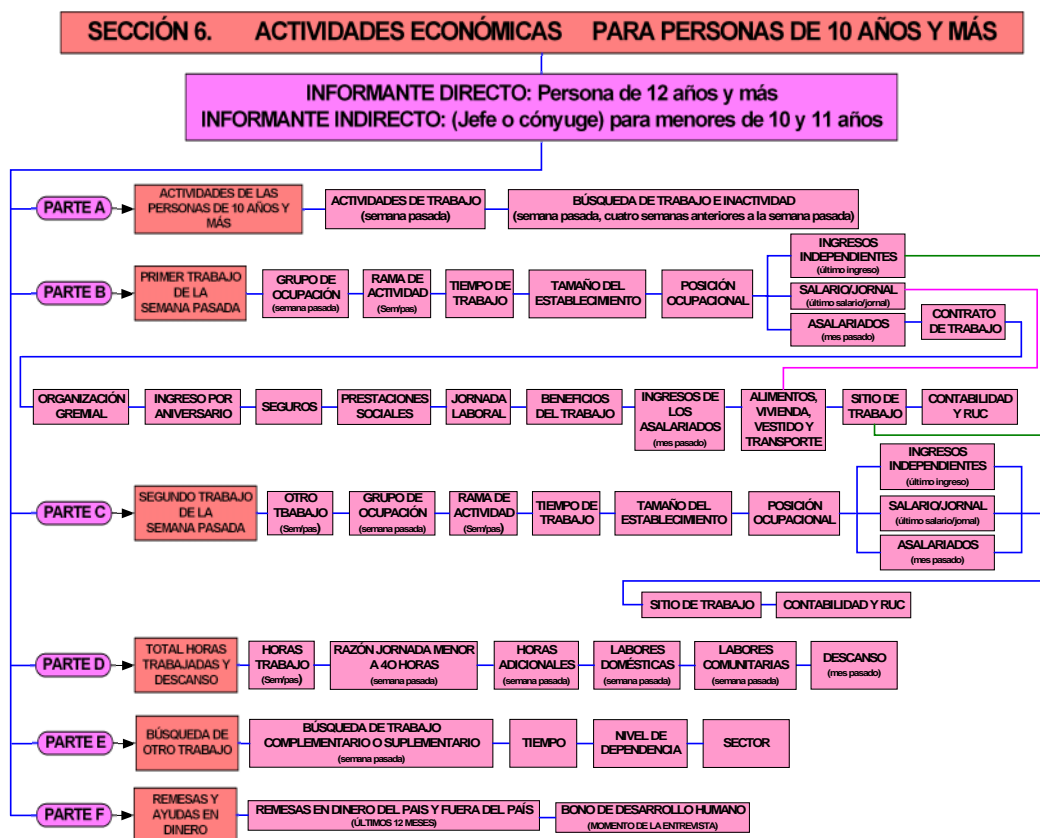 SECCIÓN 6. ACTIVIDADES ECONÓMICAS PARA PERSONAS DE 10 AÑOS Y MÁS
INFORMANTE DIRECTO: Persona de 12 años y más
INFORMANTE INDIRECTO: (Jefe o cónyuge) para menores de 10 y 11 años
PARTE A
ACTIVIDADES DE LAS
PERSONAS DE 10 AÑOS Y
MÁS
ACTIVIDADES DE TRABAJO
(semana pasada)
BÚSQUEDA DE TRABAJO E INACTIVIDAD
(semana pasada, cuatro semanas anteriores a la semana pasada)
PARTE B
PRIMER TRABAJO
DE LA
SEMANA PASADA
GRUPO DE
OCUPACIÓN
(semana pasada)
RAMA DE
ACTIVIDAD
(Sem/pas)
TIEMPO DE
TRABAJO
TAMAÑO DEL
ESTABLECIMIENTO
POSICIÓN
OCUPACIONAL
INGRESOS
INDEPENDIENTES
(último ingreso)
SALARIO/JORNAL
(último salario/jornal)
ASALARIADOS
(mes pasado)
CONTRATO
DE TRABAJO
ORGANIZACIÓN
GREMIAL
INGRESO POR
ANIVERSARIO
SEGUROS
PRESTACIONES
SOCIALES
JORNADA
LABORAL
BENEFICIOS
DEL TRABAJO
INGRESOS DE
LOS
ASALARIADOS
(mes pasado)
ALIMENTOS,
VIVIENDA,
VESTIDO Y
TRANSPORTE
SITIO DE
TRABAJO
CONTABILIDAD
Y RUC
PARTE C
SEGUNDO TRABAJO
DE LA
SEMANA PASADA
OTRO
TBABAJO
(Sem/pas)
GRUPO DE
OCUPACIÓN
(semana pasada)
RAMA DE
ACTIVIDAD
(Sem/pas)
TIEMPO
DE TRABAJO
TAMAÑO DEL
ESTABLECIMIENTO
POSICIÓN
OCUPACIONAL
INGRESOS
INDEPENDIENTES
(último ingreso)
SALARIO/JORNAL
(último salario/jornal)
ASALARIADOS
(mes pasado)
SITIO DE TRABAJO
CONTABILIDAD Y RUC
PARTE D
TOTAL HORAS
TRABAJADAS Y
DESCANSO
HORAS
TRABAJO
(Sem/pas)
RAZÓN JORNADA MENOR
A 4O HORAS
(semana pasada)
HORAS
ADICIONALES
(semana pasada)
LABORES
DOMÉSTICAS
(semana pasada)
LABORES
COMUNITARIAS
(semana pasada)
DESCANSO
(mes pasado)
PARTE E
BÚSQUEDA DE
OTRO TRABAJO
BÚSQUEDA DE TRABAJO
COMPLEMENTARIO O SUPLEMENTARIO
(semana pasada)
TIEMPO
NIVEL DE
DEPENDENCIA
SECTOR
PARTE F
REMESAS Y
AYUDAS EN
DINERO
REMESAS EN DINERO DEL PAIS Y FUERA DEL PAÍS
(ÚLTIMOS 12 MESES)
BONO DE DESARROLLO HUMANO
(MOMENTO DE LA ENTREVISTA)